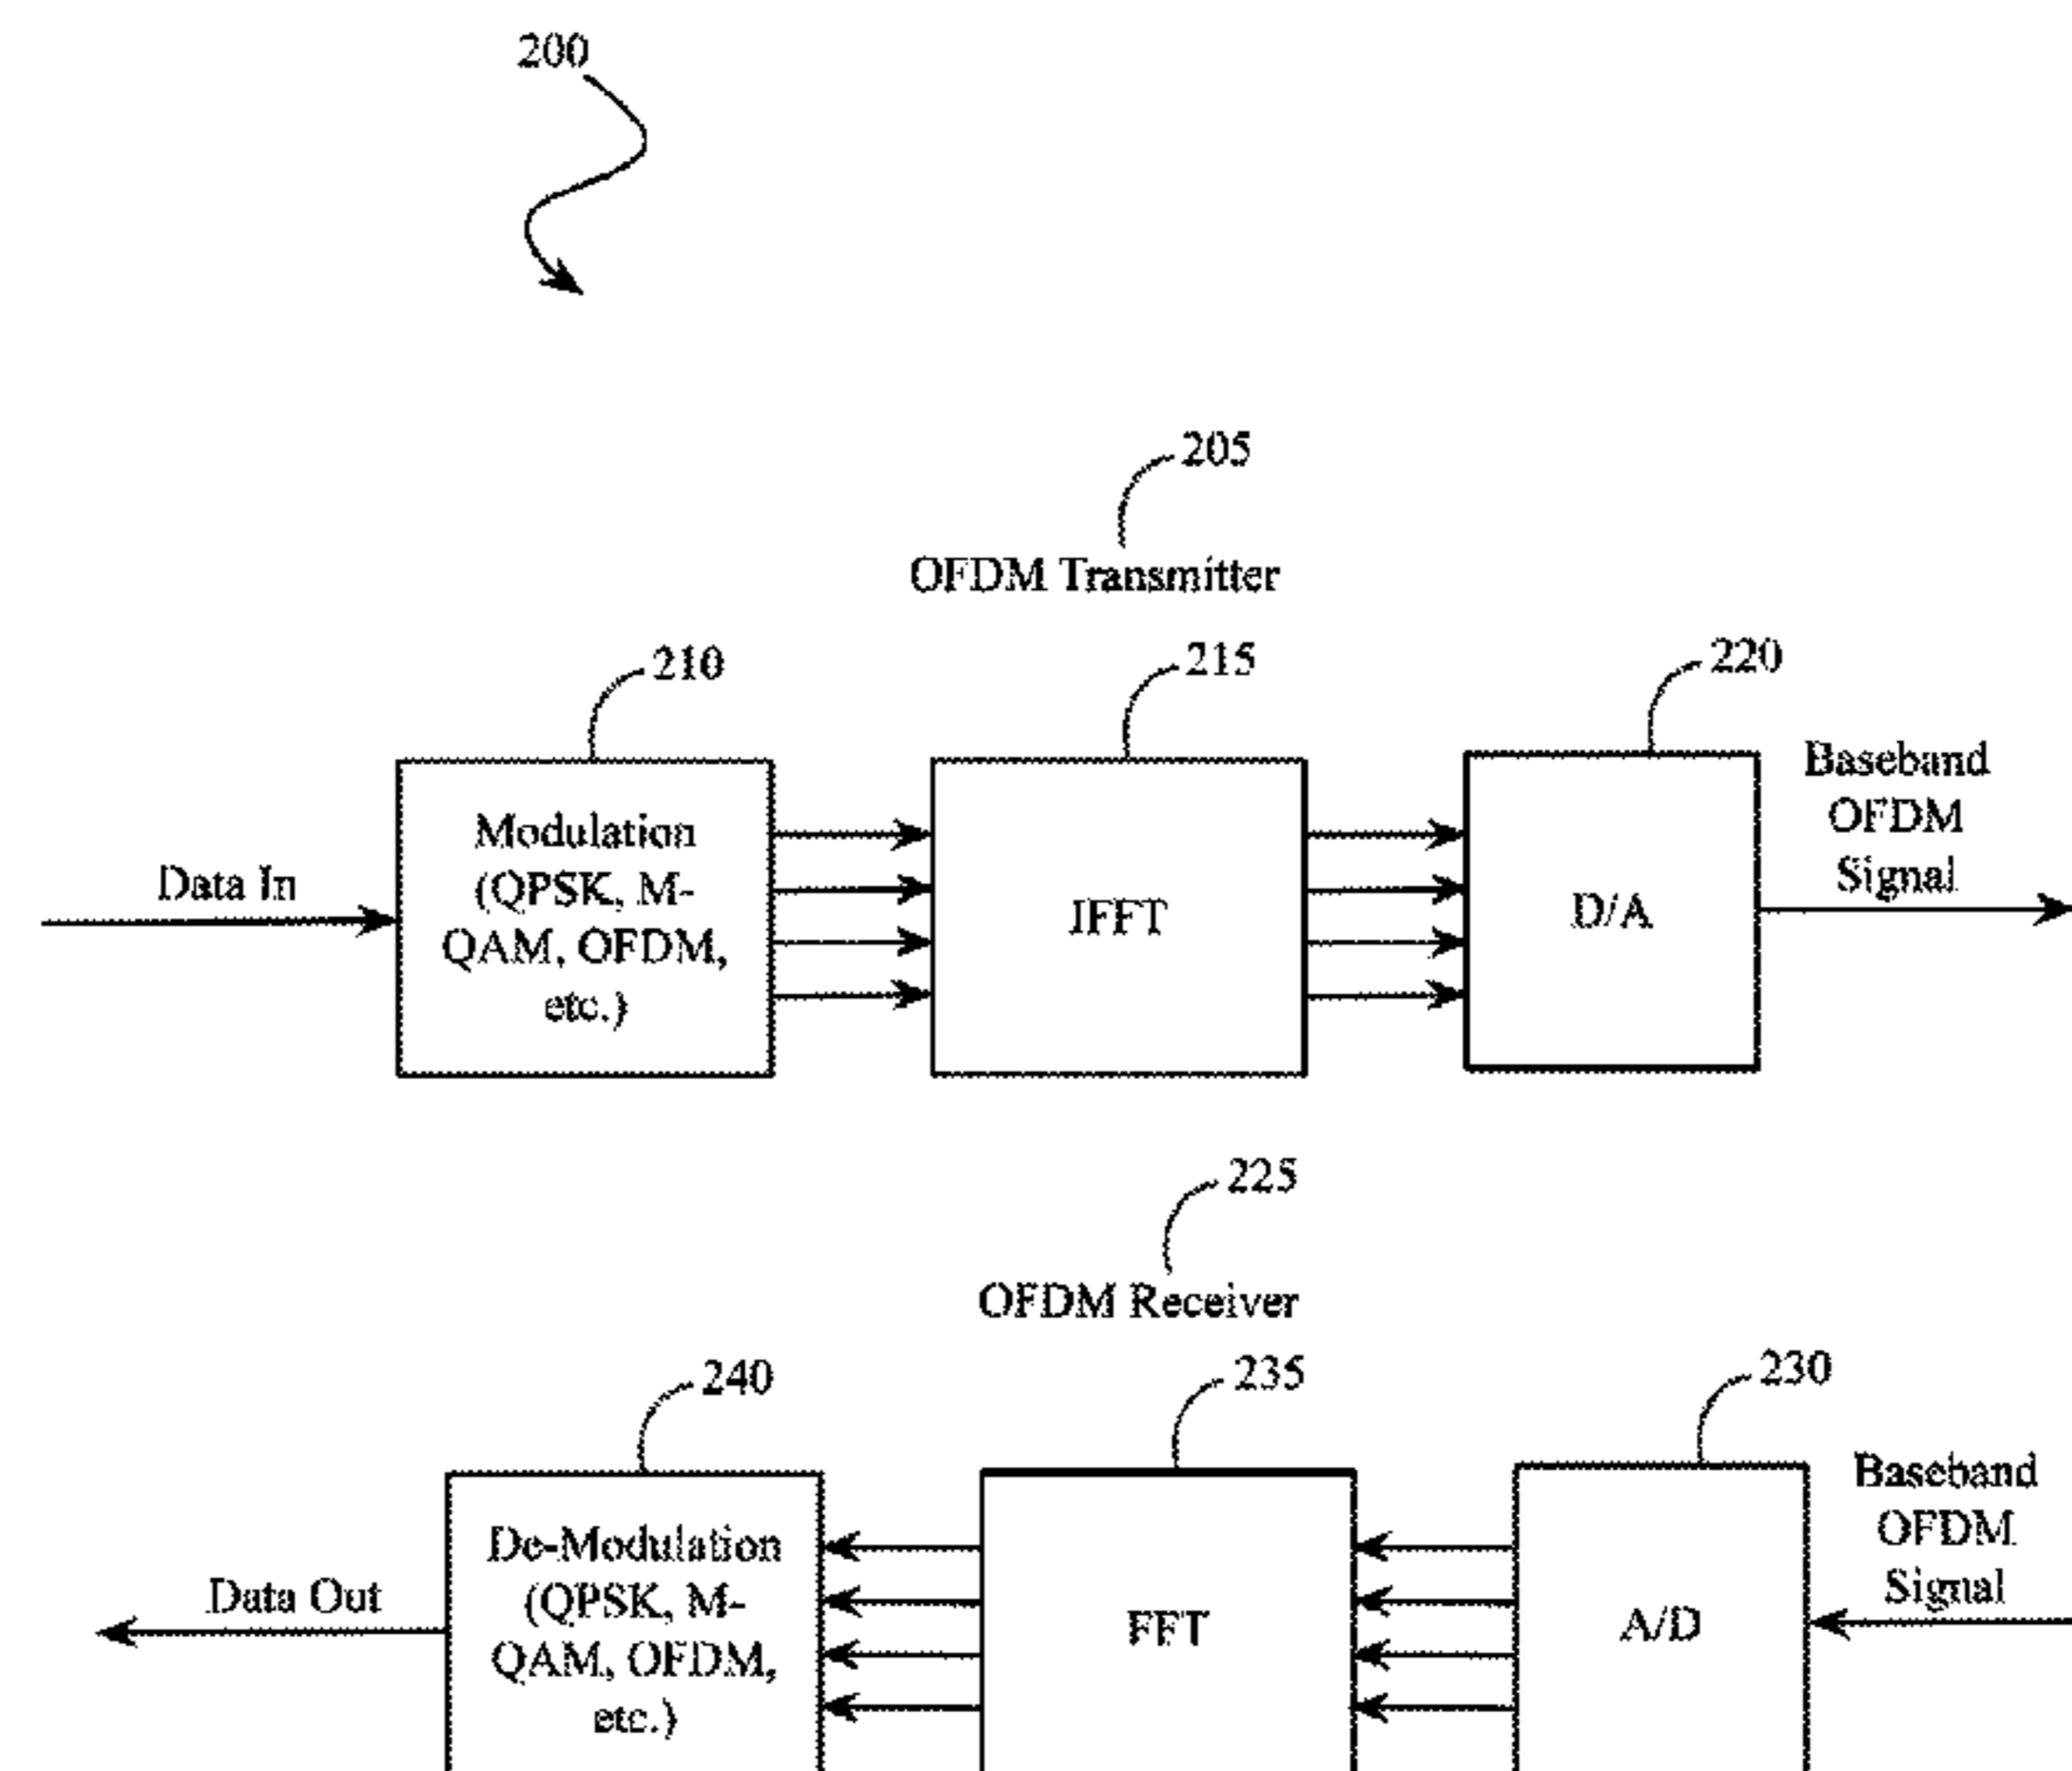 200
205
OFDM Transmitter
210
215
220
Data In
Modulation
(QPSK, M-
QAM, OFDM,
etc.)
IFFT
D/A
Baseband
OFDM
Signal
225
OFDM Receiver
240
235
230
Data Out
De-Modulation
(QPSK, M-
QAM, OFDM,
etc.)
FFT
A/D
Baseband
OFDM
Signal